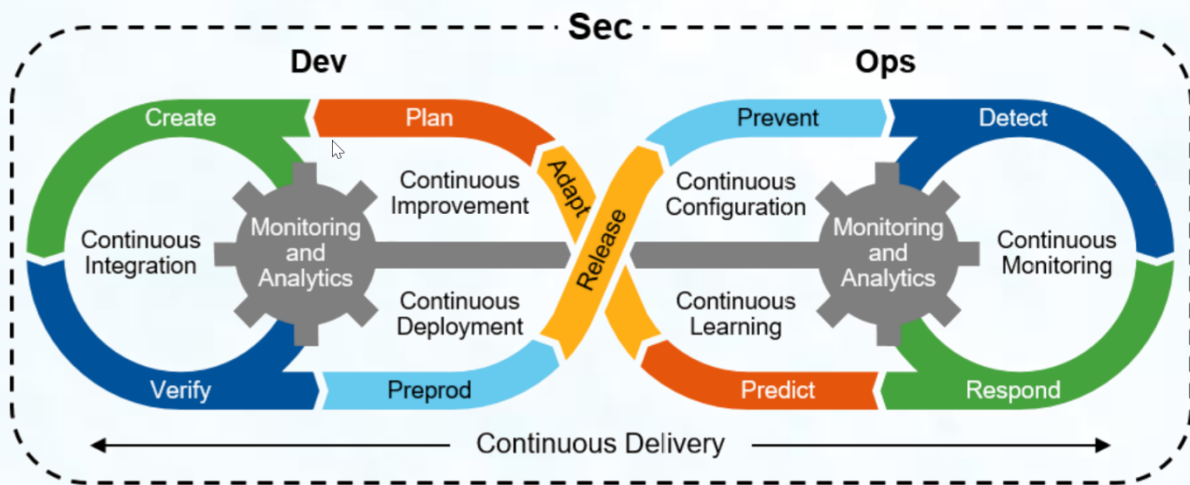 Sec
Dev
Ops
Create
Plan
Prevent
Detect
Adapt
Release
Continuous
Improvement
Continuous
Configuration
Continuous
Integration
Monitoring
and
Analytics
Monitoring
and
Analytics
Continuous
Monitoring
Continuous
Deployment
Continuous
Learning
Verify
Preprod
Predict
Respond
Continuous Delivery